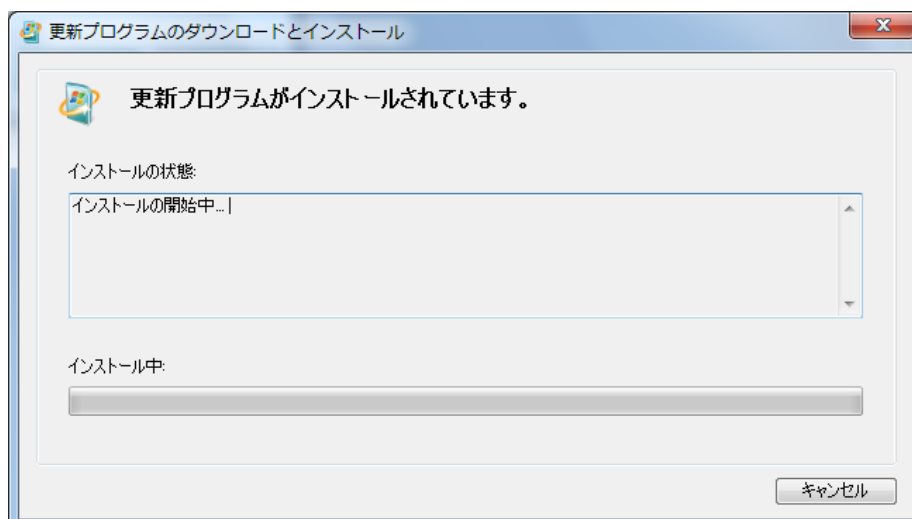 更新プログラムのダウンロードとインストール
更新プログラムがインストールされています。
インストールの状態:
インストールの開始中...
インストール中:
キャンセル